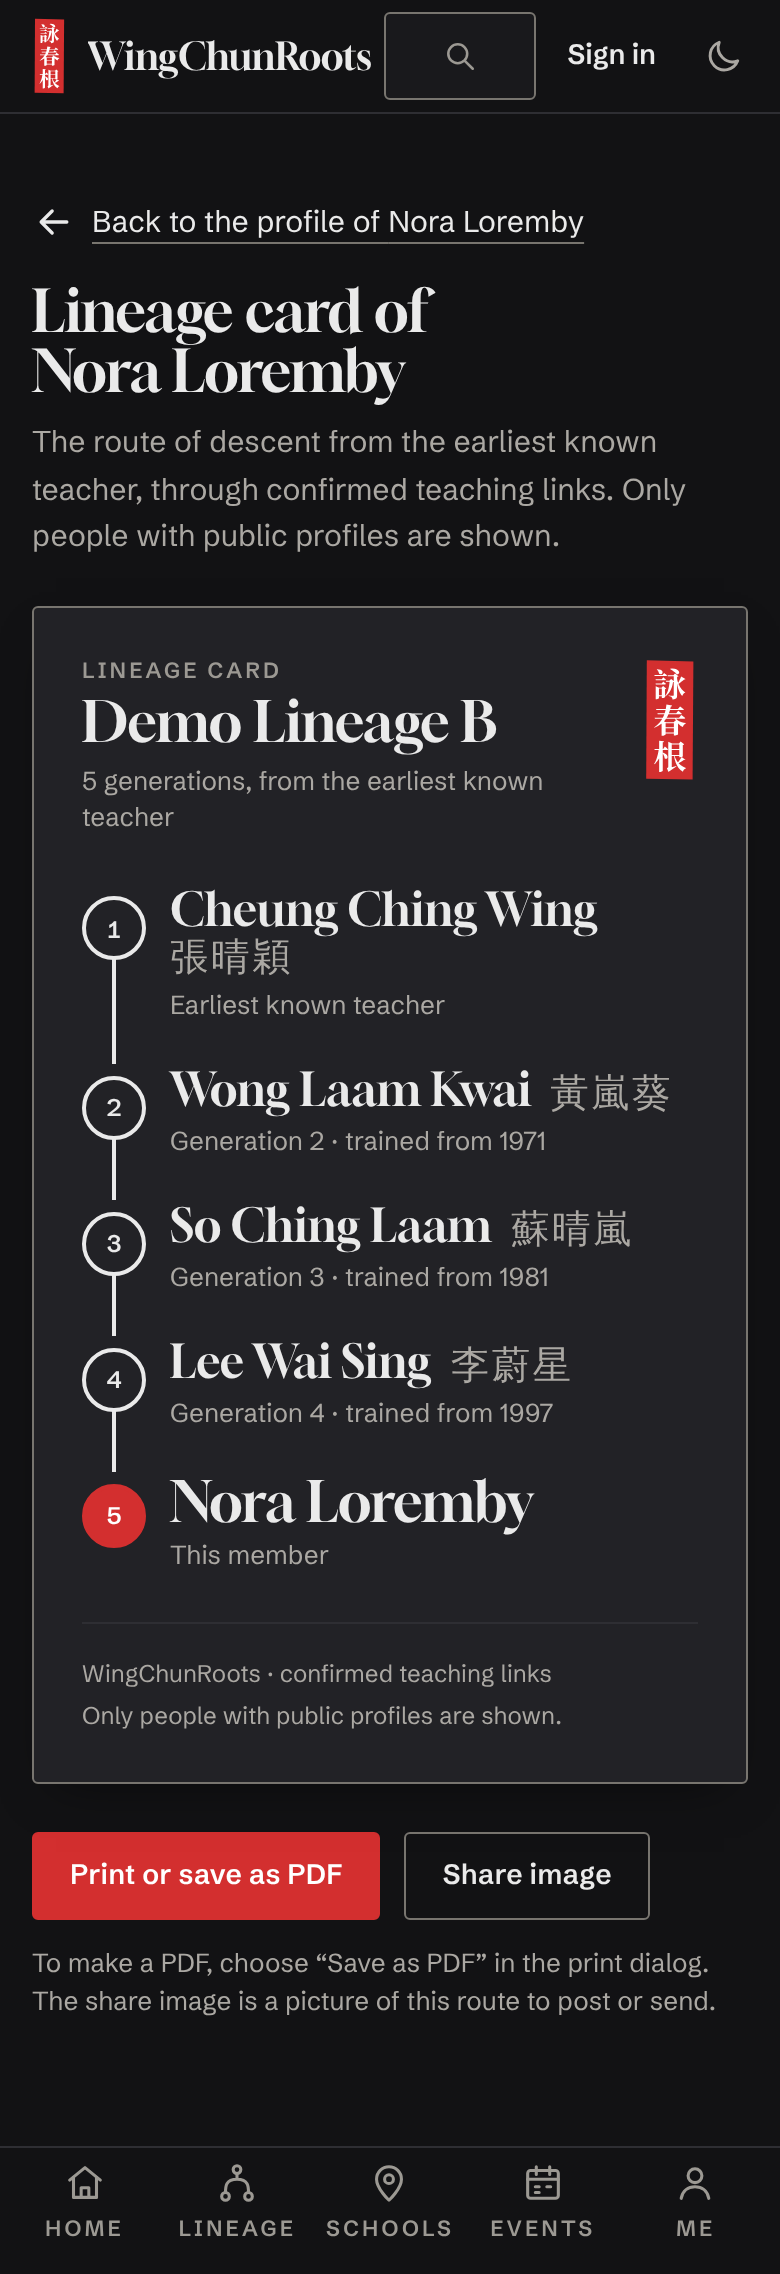 詠春根
WingChunRoots
Sign in
Back to the profile of Nora Loremby
Lineage card of
Nora Loremby
The route of descent from the earliest known
teacher, through confirmed teaching links. Only
people with public profiles are shown.
LINEAGE CARD
詠春根
Demo Lineage B
5 generations, from the earliest known
teacher
1
Cheung Ching Wing
張晴穎
Earliest known teacher
2
Wong Laam Kwai 黃嵐葵
Generation 2 · trained from 1971
3
So Ching Laam 蘇晴嵐
Generation 3 · trained from 1981
4
Lee Wai Sing 李蔚星
Generation 4 · trained from 1997
5
Nora Loremby
This member
WingChunRoots · confirmed teaching links
Only people with public profiles are shown.
Print or save as PDF
Share image
To make a PDF, choose “Save as PDF” in the print dialog.
The share image is a picture of this route to post or send.
HOME
LINEAGE
SCHOOLS
EVENTS
ME